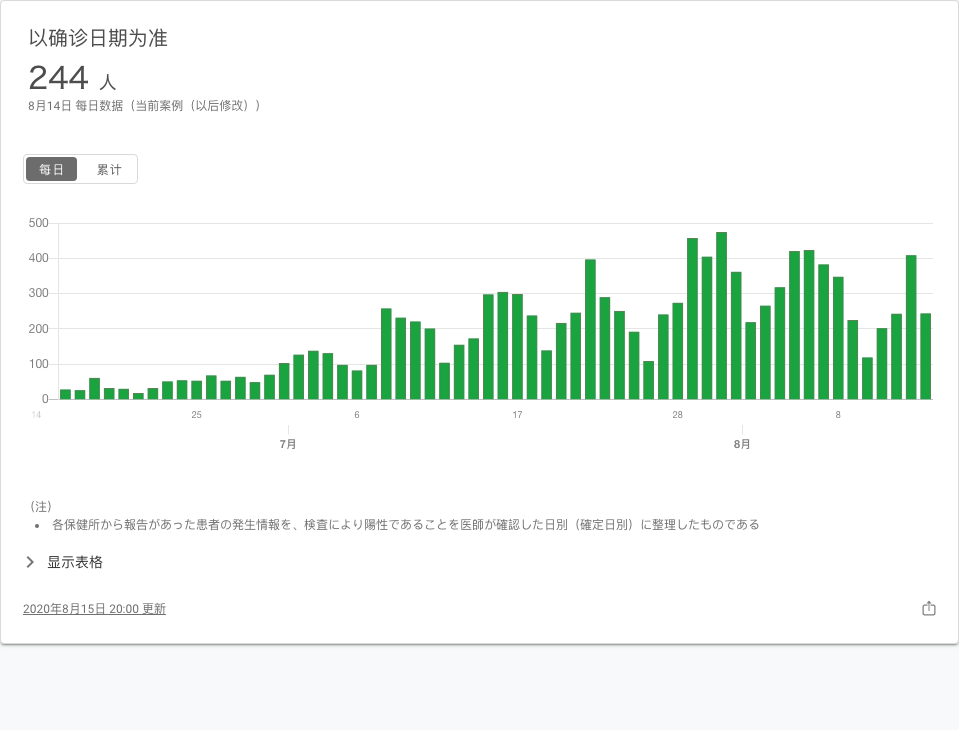 以确诊日期为准
244 人
8月14日 每日数据（当前案例（以后修改））
每日 累计
500
400
300
200
100
0
14 25 6 17 28 8
7月 8月
（注）
• 各保健所から報告があった患者の発生情報を、検査により陽性であることを医師が確認した日別（確定日別）に整理したものである
显示表格
2020年8月15日 20:00 更新